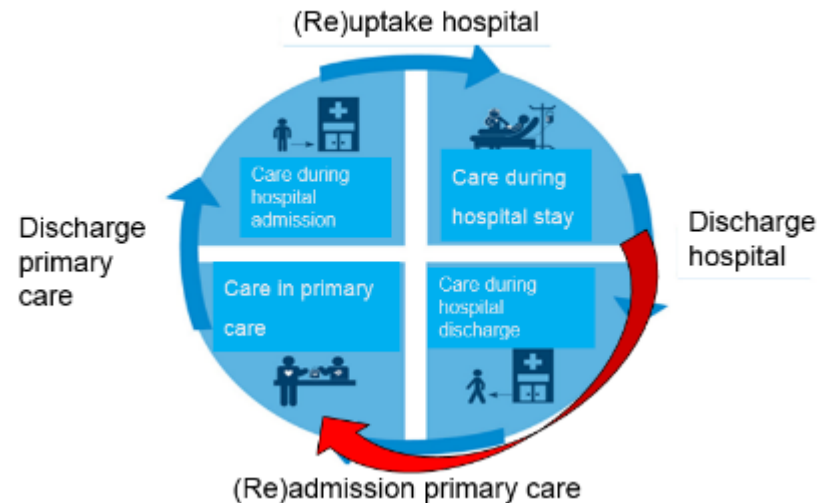 (Re)uptake hospital
Care during
hospital
admission
Care during
hospital stay
Discharge
primary
care
Discharge
hospital
Care in primary
care
Care during
hospital
discharge
(Re)admission primary care